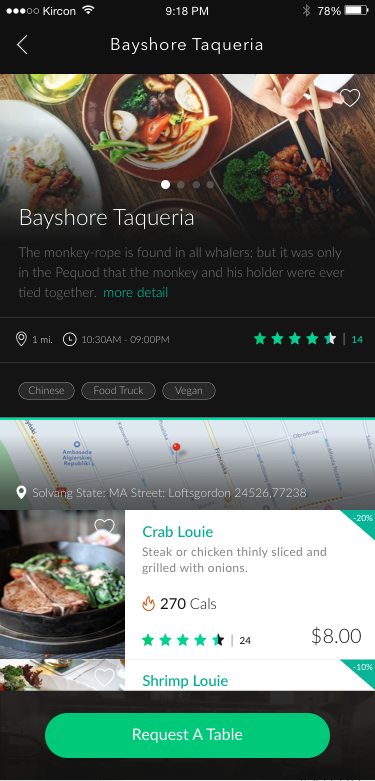 Kircon 9:18 PM 78%
Bayshore Taqueria
Bayshore Taqueria
The monkey-rope is found in all whalers; but it was only
in the Pequod that the monkey and his holder were ever
tied together. more detail
1 mi. 10:30AM - 09:00PM | 14
Chinese Food Truck Vegan
Ambasada
Algierskiej
Republiki
Solvang State: MA Street: Loftsgordon 24526,77238
-20%
Crab Louie
Steak or chicken thinly sliced and
grilled with onions.
270 Cals
| 24 $8.00
-10%
Shrimp Louie
Request A Table